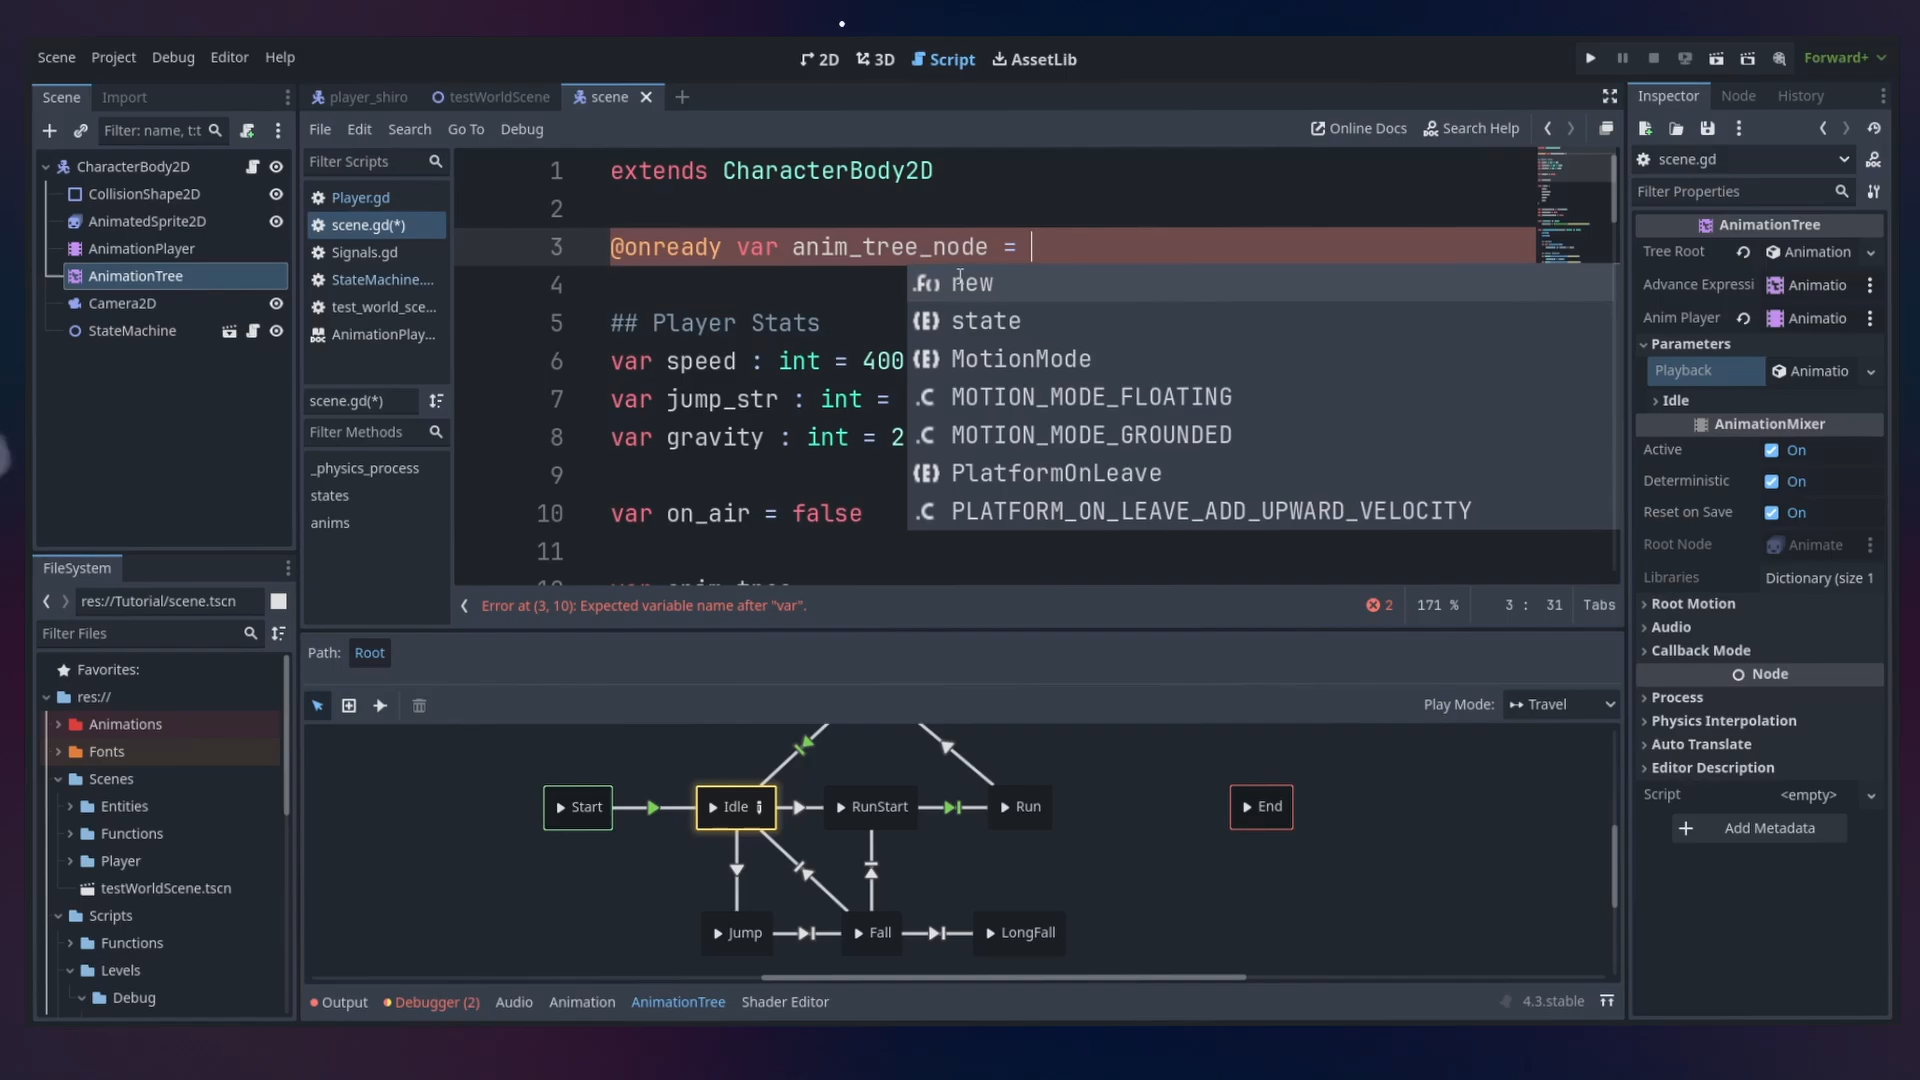 Scene Project Debug Editor Help
2D 3D Script AssetLib
Forward+
Scene Import
Filter: name, t:t
CharacterBody2D
CollisionShape2D
AnimatedSprite2D
AnimationPlayer
AnimationTree
Camera2D
StateMachine
FileSystem
res://Tutorial/scene.tscn
Filter Files
Favorites:
res://
Animations
Fonts
Scenes
Entities
Functions
Player
testWorldScene.tscn
Scripts
Functions
Levels
Debug
player_shiro testWorldScene scene
File Edit Search Go To Debug
Online Docs Search Help
Filter Scripts
Player.gd
scene.gd(*)
Signals.gd
StateMachine....
test_world_sce...
AnimationPlay...
scene.gd(*)
Filter Methods
_physics_process
states
anims
1 extends CharacterBody2D
2
3 @onready var anim_tree_node =
4
5 ## Player Stats
6 var speed : int = 400
7 var jump_str : int =
8 var gravity : int = 2
9
10 var on_air = false
11
new
state
MotionMode
MOTION_MODE_FLOATING
MOTION_MODE_GROUNDED
PlatformOnLeave
PLATFORM_ON_LEAVE_ADD_UPWARD_VELOCITY
Error at (3, 10): Expected variable name after "var".
2 171 % 3 : 31 Tabs
Path: Root
Play Mode: Travel
Start Idle RunStart Run End
Jump Fall LongFall
Output Debugger (2) Audio Animation AnimationTree Shader Editor
4.3.stable
Inspector Node History
scene.gd
Filter Properties
AnimationTree
Tree Root Animation
Advance Expressi Animatio
Anim Player Animatio
Parameters
Playback Animatio
Idle
AnimationMixer
Active On
Deterministic On
Reset on Save On
Root Node Animate
Libraries Dictionary (size 1
Root Motion
Audio
Callback Mode
Node
Process
Physics Interpolation
Auto Translate
Editor Description
Script <empty>
Add Metadata